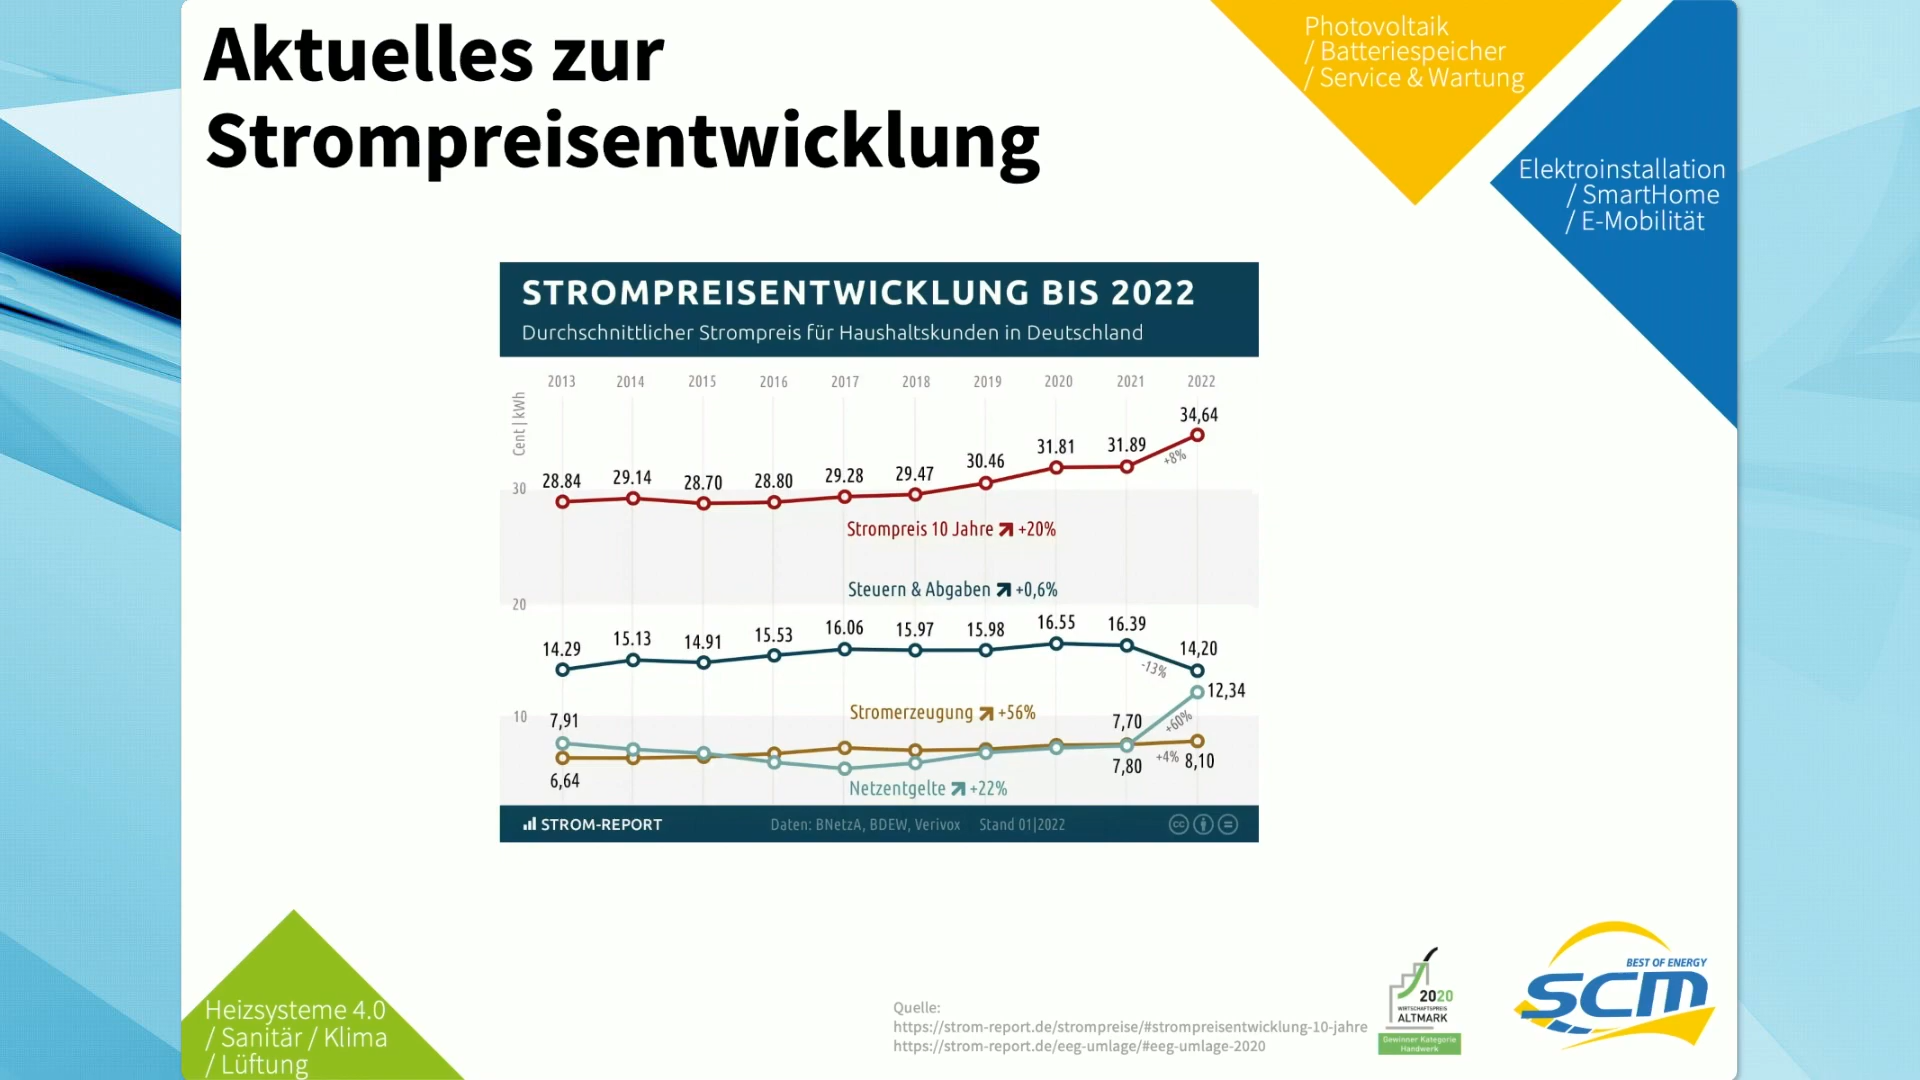 Aktuelles zur
Strompreisentwicklung
Photovoltaik
/ Batteriespeicher
/ Service & Wartung
Elektroinstallation
/ SmartHome
/ E-Mobilität
STROMPREISENTWICKLUNG BIS 2022
Durchschnittlicher Strompreis für Haushaltskunden in Deutschland
2013 2014 2015 2016 2017 2018 2019 2020 2021 2022
Cent | kWh
28.84 29.14 28.70 28.80 29.28 29.47 30.46 31.81 31.89 34,64
+8%
30
Strompreis 10 Jahre +20%
Steuern & Abgaben +0,6%
20
14.29 15.13 14.91 15.53 16.06 15.97 15.98 16.55 16.39 14,20
-13%
12,34
Stromerzeugung +56%
10
7,91 7,70
+60%
6,64 7,80 +4% 8,10
Netzentgelte +22%
STROM-REPORT Daten: BNetzA, BDEW, Verivox Stand 01|2022
cc
Heizsysteme 4.0
/ Sanitär / Klima
/ Lüftung
Quelle:
https://strom-report.de/strompreise/#strompreisentwicklung-10-jahre
https://strom-report.de/eeg-umlage/#eeg-umlage-2020
2020
WIRTSCHAFTSPREIS
ALTMARK
Gewinner Kategorie
Handwerk
BEST OF ENERGY
SCM